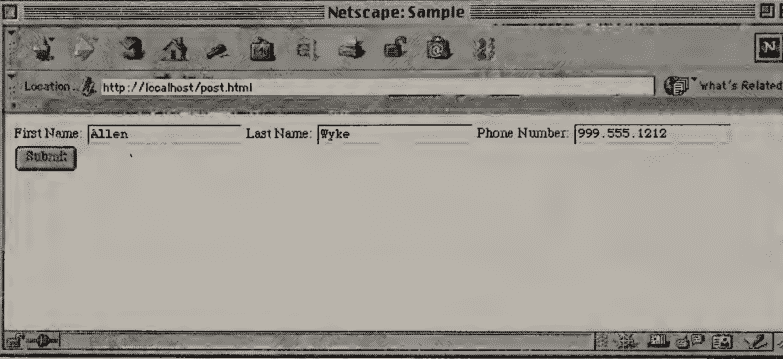 Netscape: Sample
N
Location: http://localhost/post.html What's Related
First Name: Allen Last Name: Wyke Phone Number: 999.555.1212
Submit